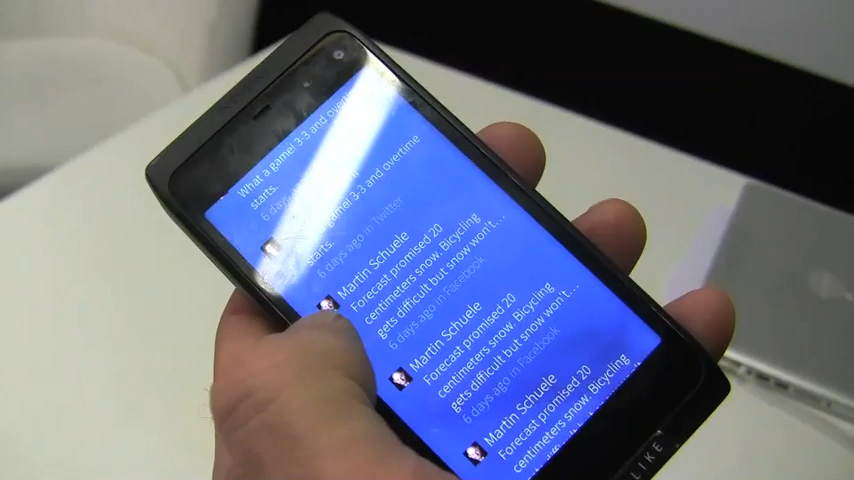 What a game! 3-3 and overtime
starts.
6 days
game! 3-3 and overtime
starts.
6 days ago in Twitter
Martin Schuele
Forecast promised 20
centimeters snow. Bicycling
gets difficult but snow won't...
6 days ago in Facebook
Martin Schuele
Forecast promised 20
centimeters snow. Bicycling
gets difficult but snow won't...
6 days ago in Facebook
Martin Schuele
Forecast promised 20
centimeters snow. Bicycling
LIKE